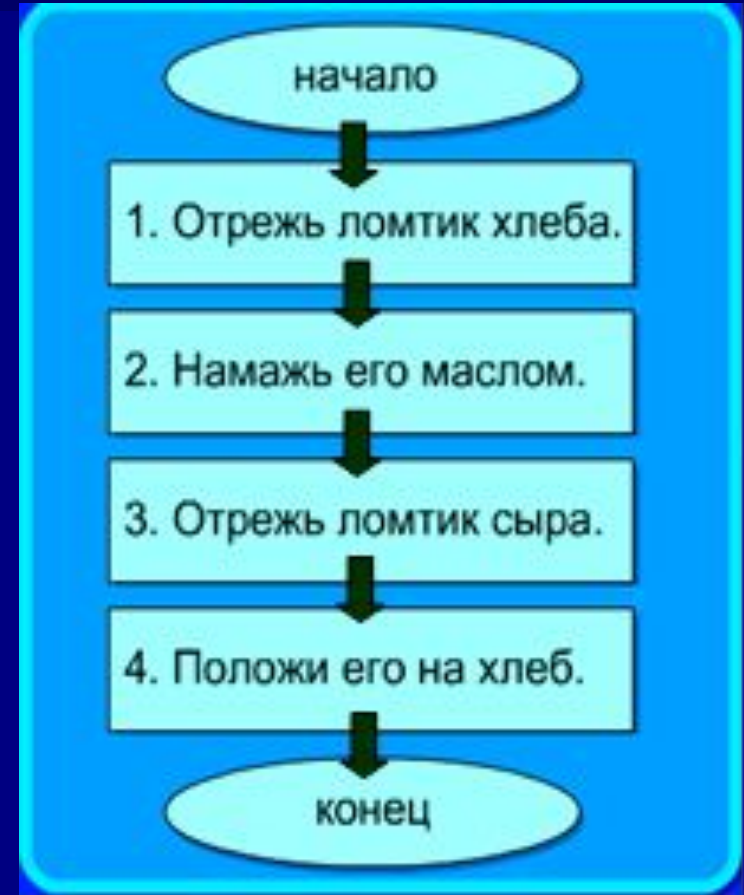 начало
1. Отрежь ломтик хлеба.
2. Намажь его маслом.
3. Отрежь ломтик сыра.
4. Положи его на хлеб.
конец